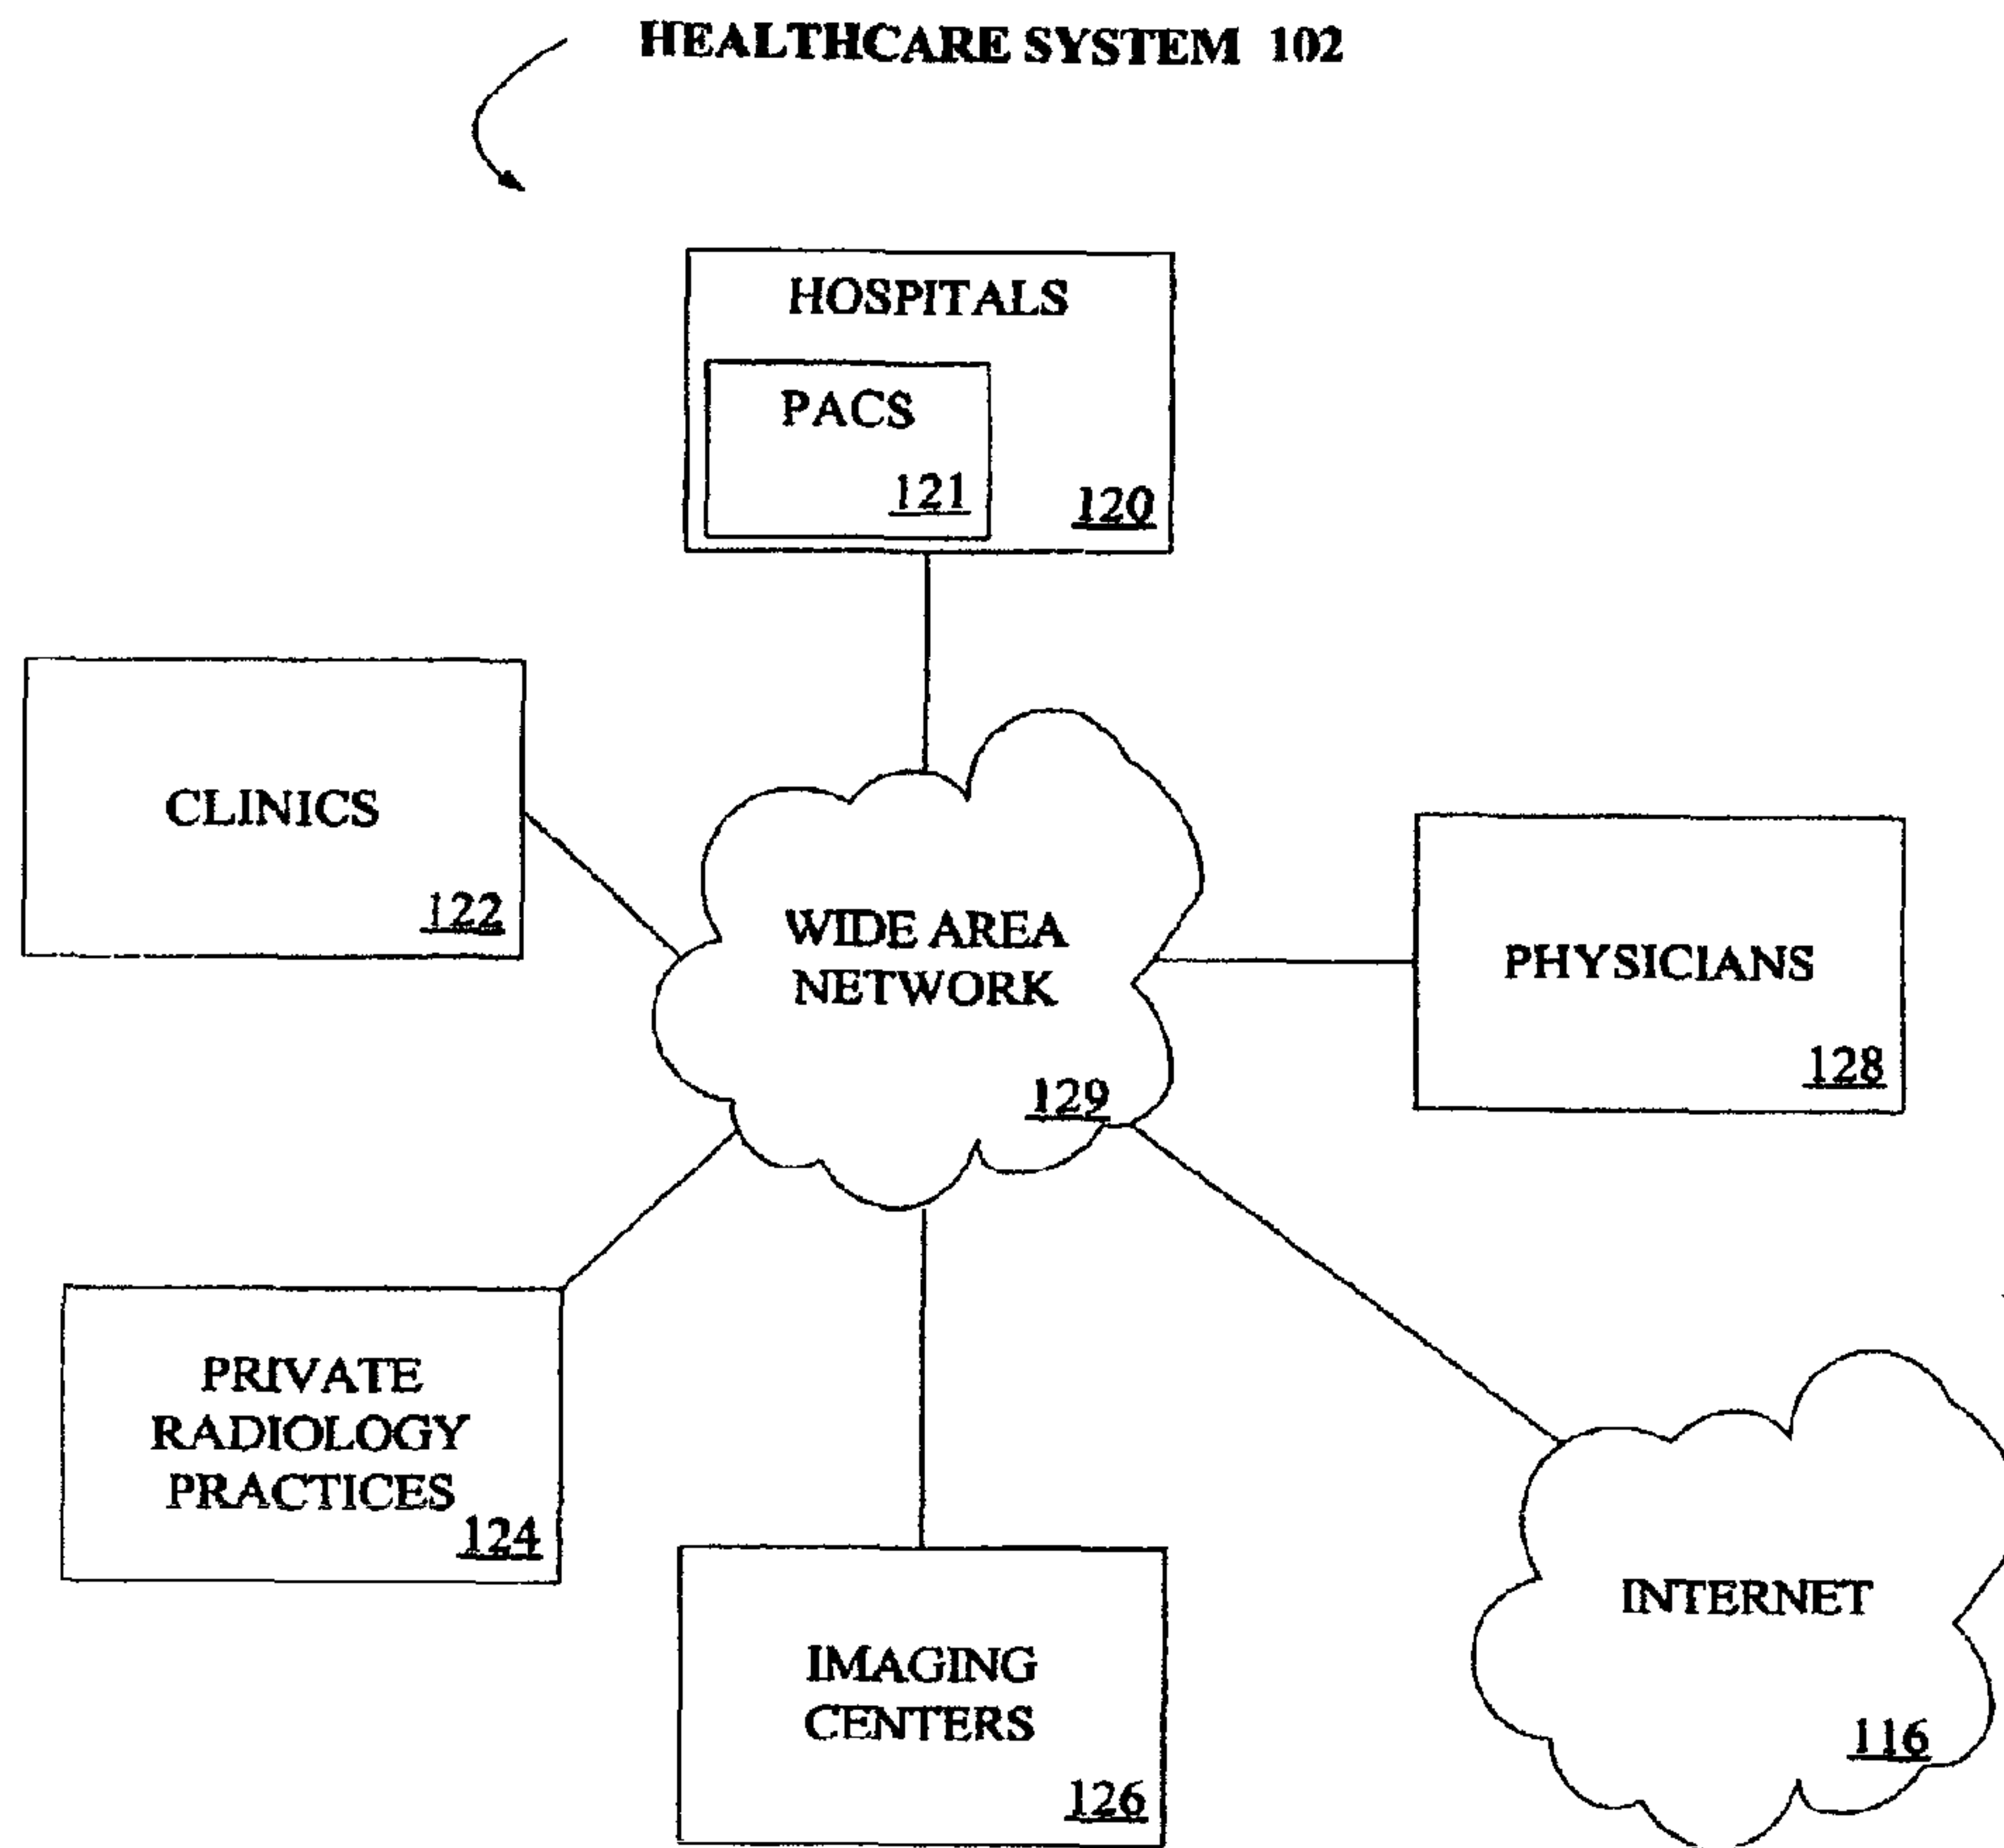 HEALTHCARE SYSTEM 102
HOSPITALS
PACS
121
120
CLINICS
122
WIDE AREA
NETWORK
129
PHYSICIANS
128
PRIVATE
RADIOLOGY
PRACTICES
124
IMAGING
CENTERS
126
INTERNET
116